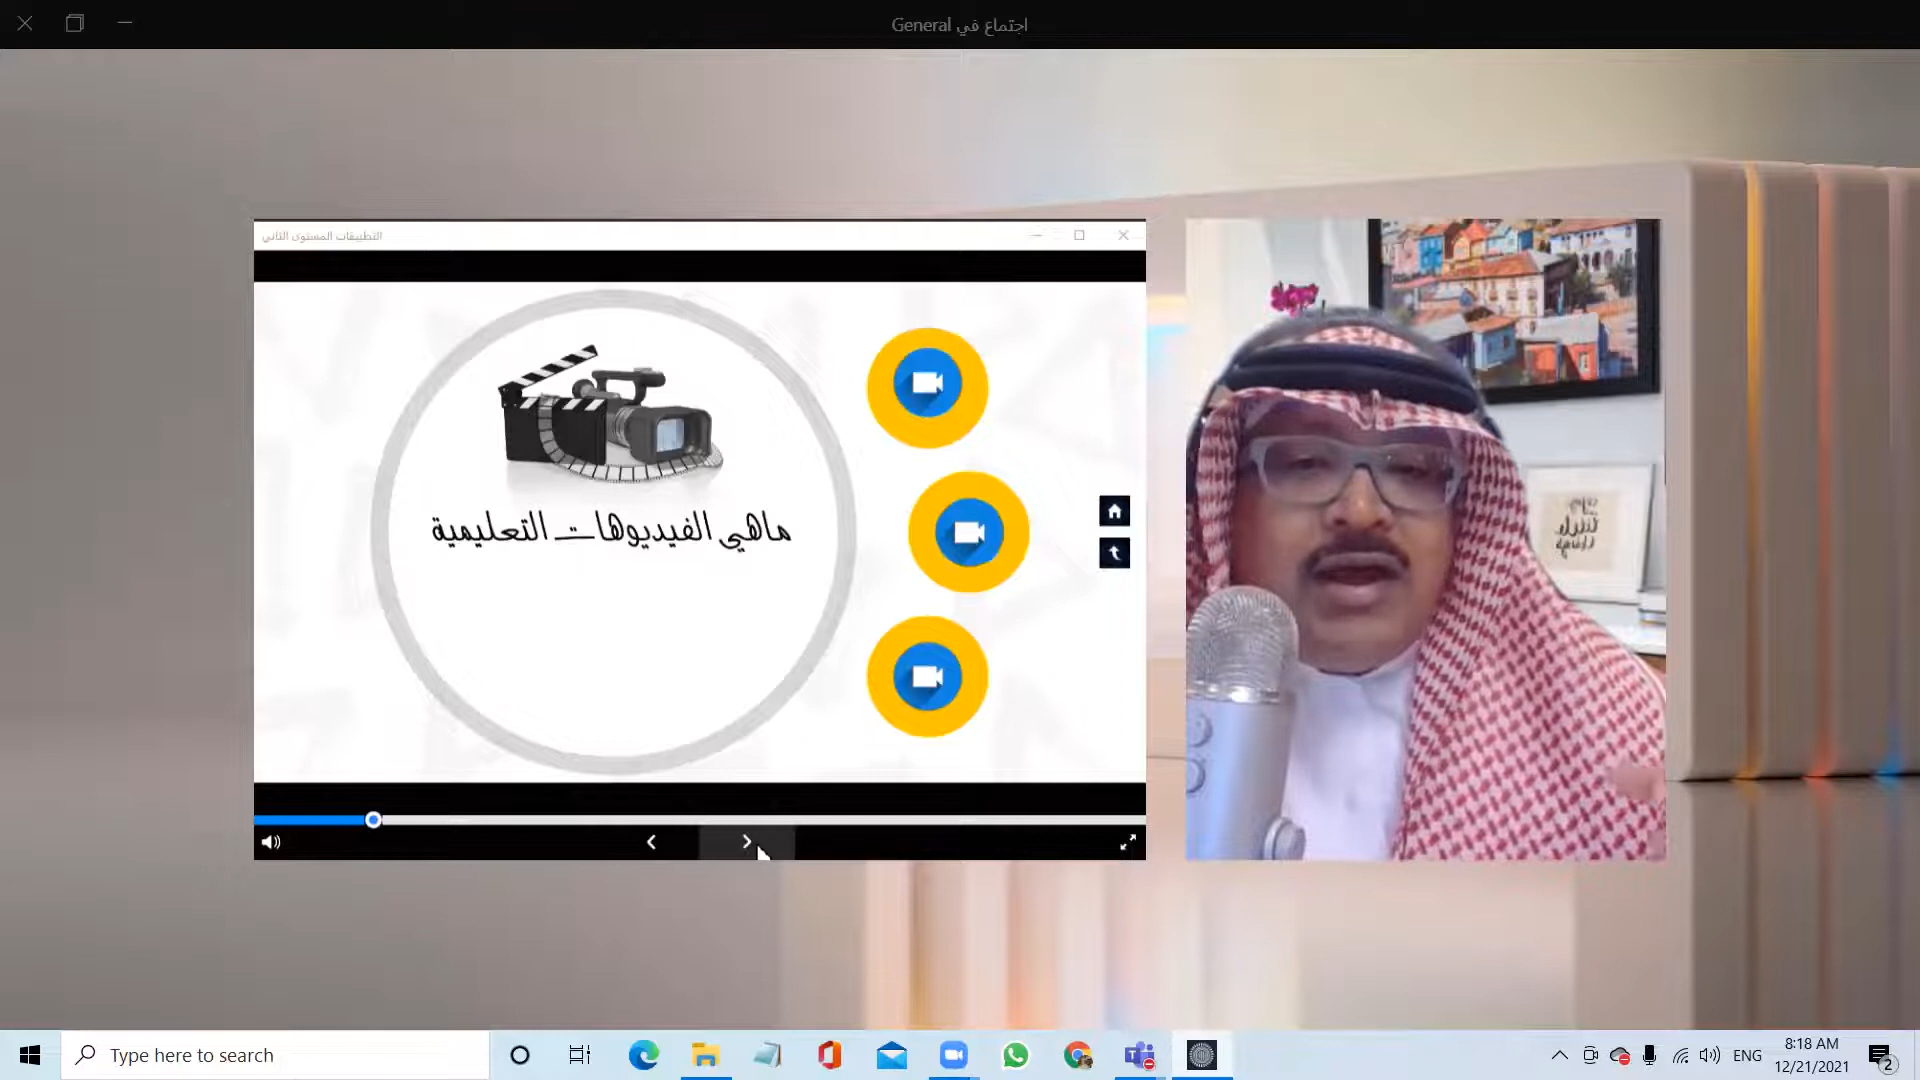 اجتماع في General
التطبيقات المستوى الثاني
ماهي الفيديوهات التعليمية
Type here to search
ENG
8:18 AM
12/21/2021
2